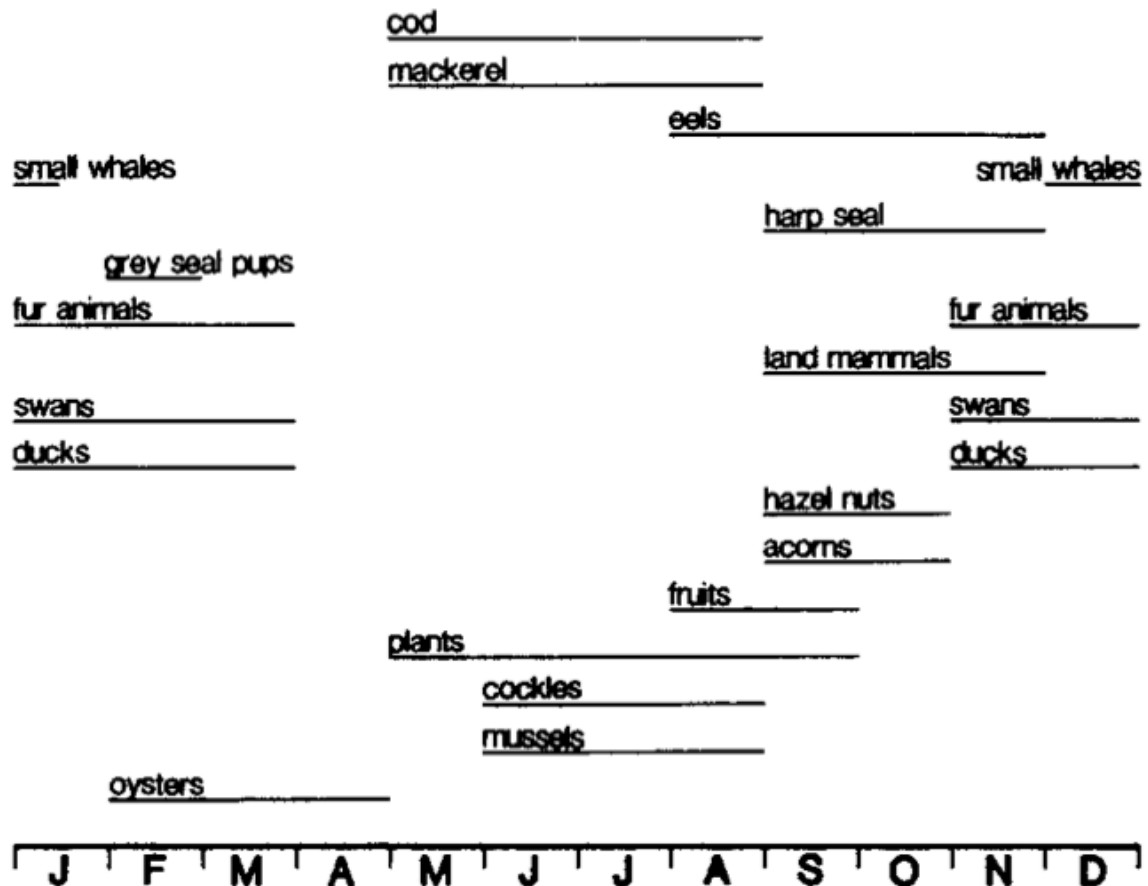 cod
mackerel
eels
small whales small whales
harp seal
grey seal pups
fur animals fur animals
land mammals
swans swans
ducks ducks
hazel nuts
acorns
fruits
plants
cockles
mussels
oysters
J F M A M J J A S O N D